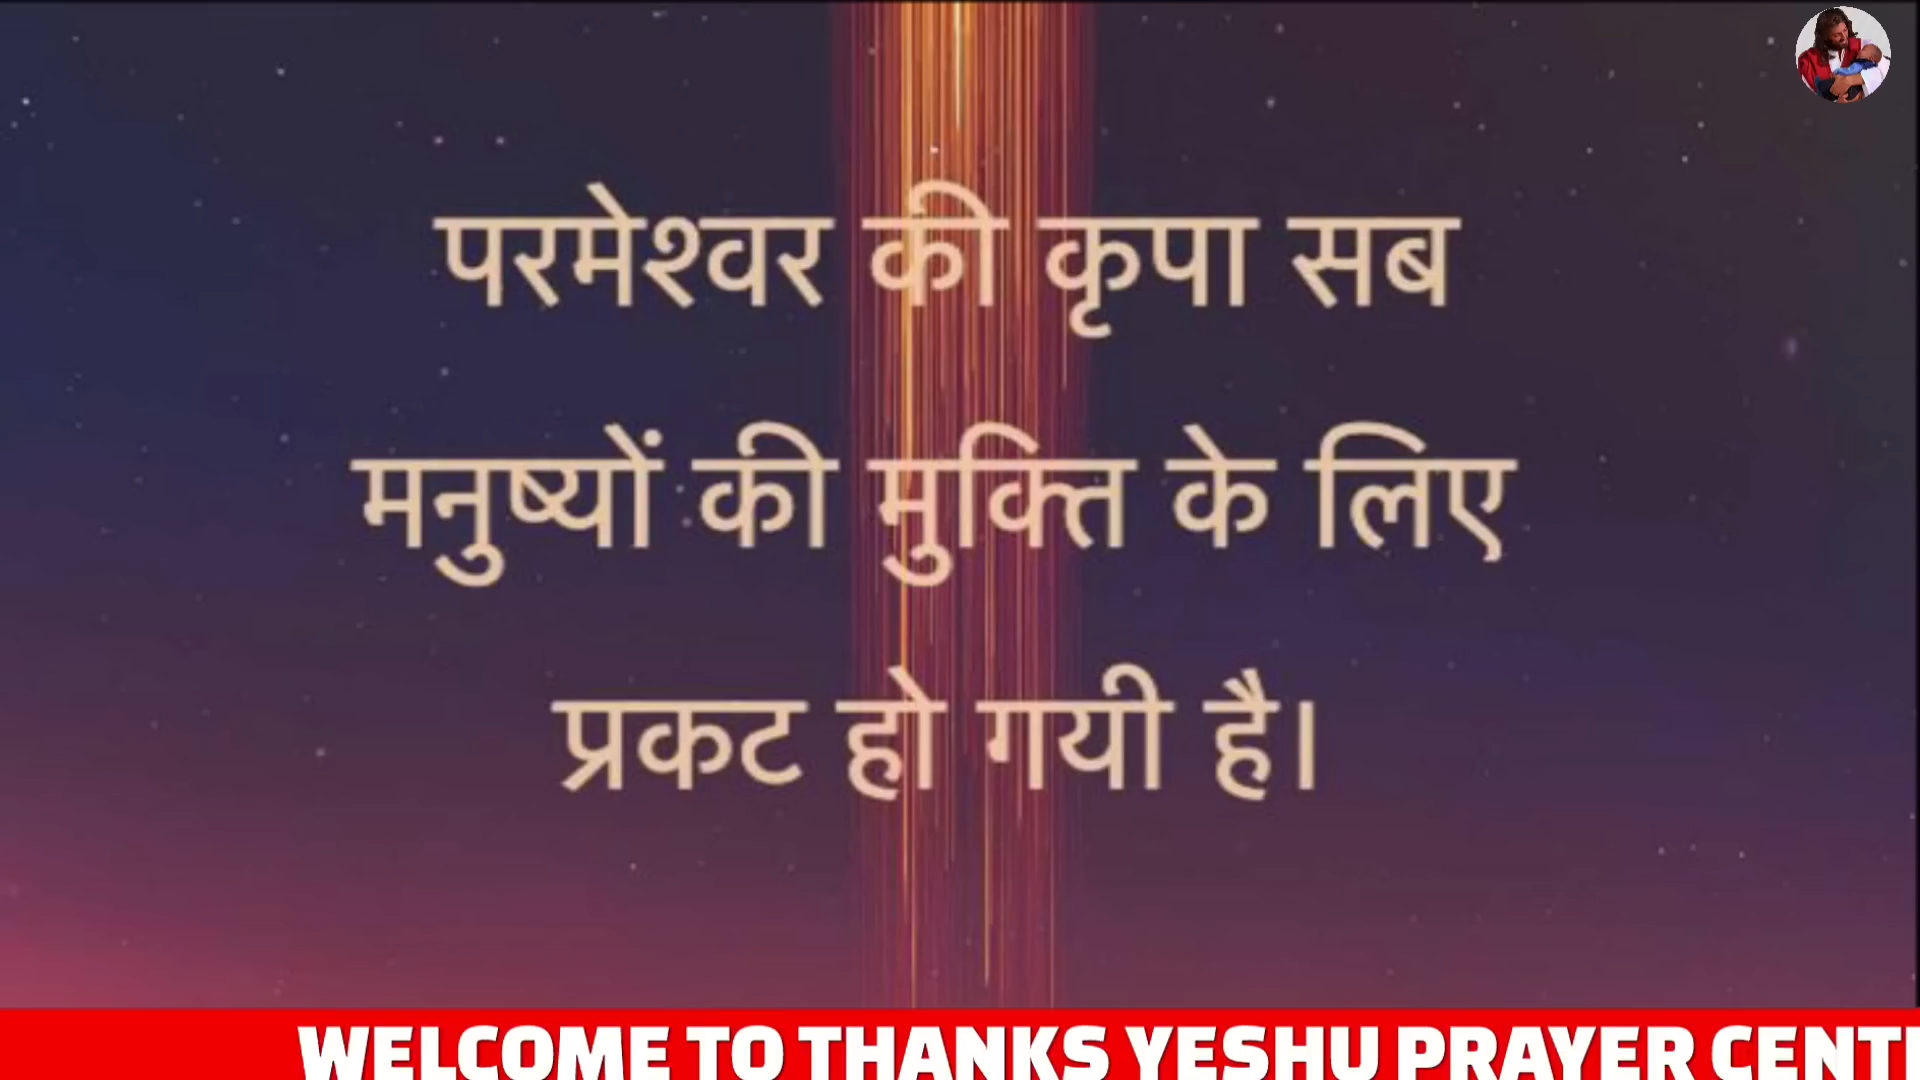 परमेश्वर की कृपा सब
मनुष्यों की मुक्ति के लिए
प्रकट हो गयी है।
WELCOME TO THANKS YESHU PRAYER CENT